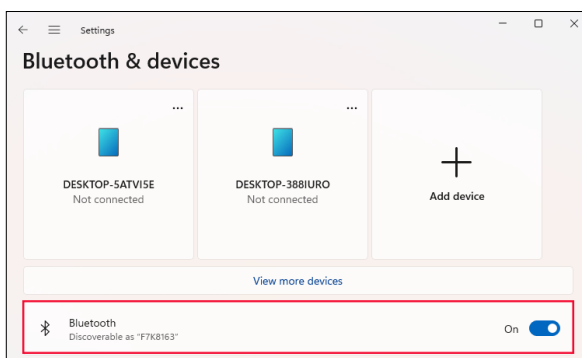 Settings
Bluetooth & devices
DESKTOP-5ATVI5E
Not connected
DESKTOP-388IURO
Not connected
Add device
View more devices
Bluetooth
Discoverable as "F7K8163"
On